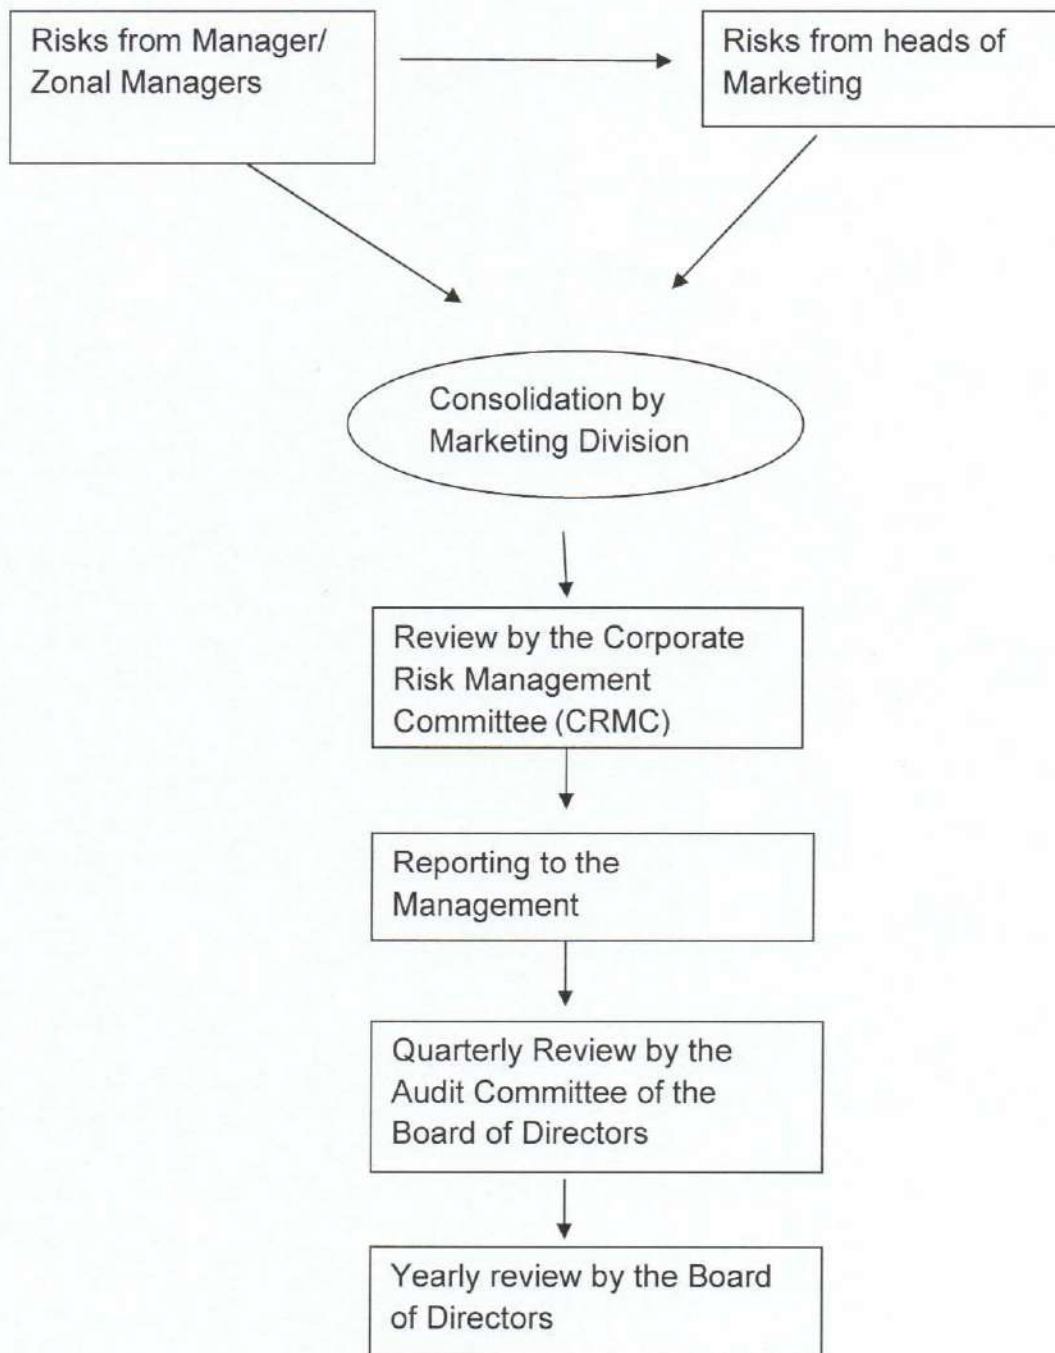 Risks from Manager/
Zonal Managers
Risks from heads of
Marketing
Consolidation by
Marketing Division
Review by the Corporate
Risk Management
Committee (CRMC)
Reporting to the
Management
Quarterly Review by the
Audit Committee of the
Board of Directors
Yearly review by the Board
of Directors